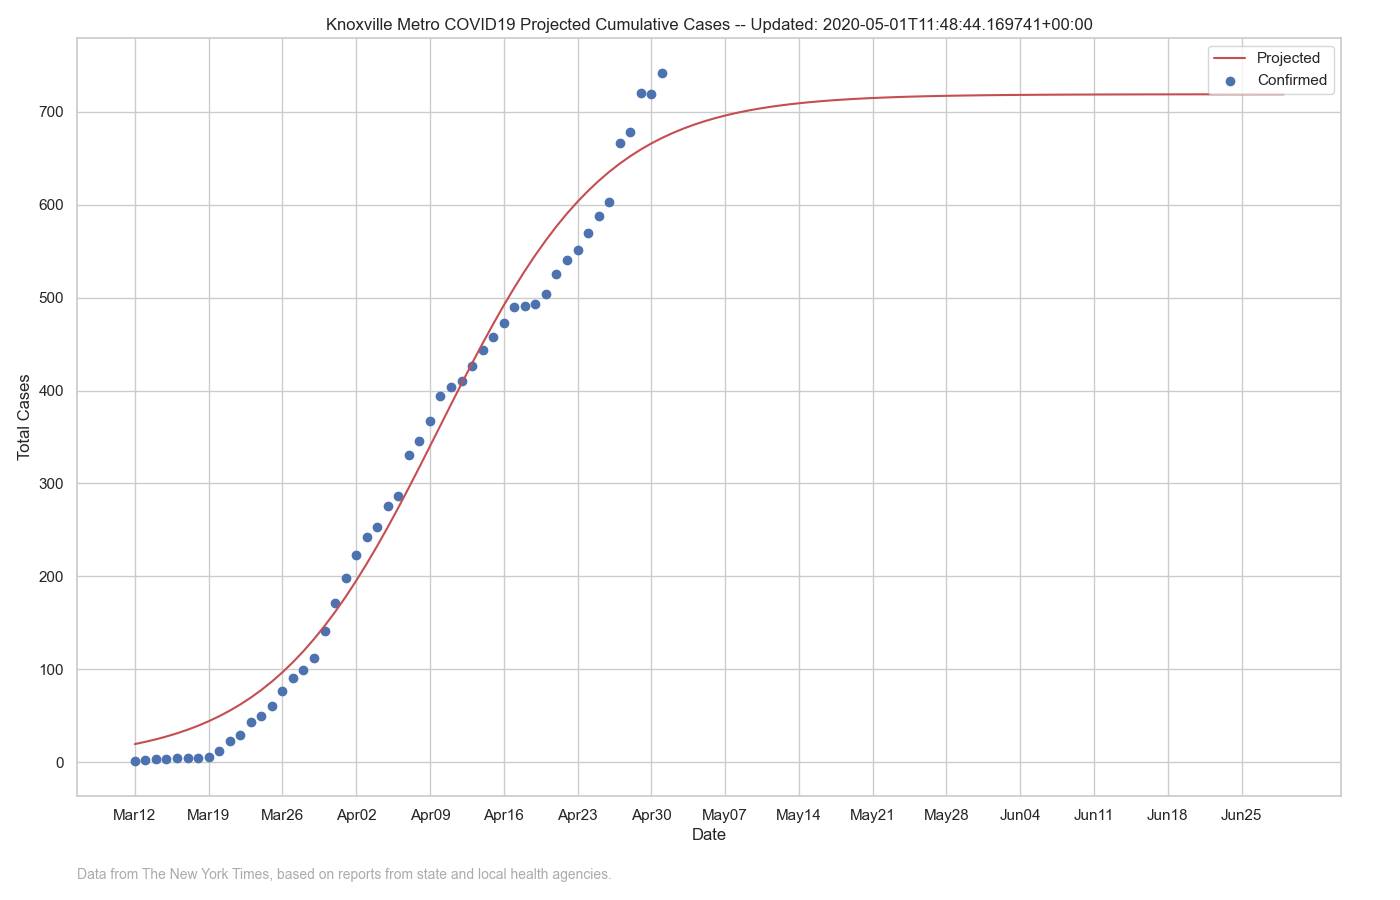 Knoxville Metro COVID19 Projected Cumulative Cases -- Updated: 2020-05-01T11:48:44.169741+00:00
Projected
Confirmed
700
600
500
400
300
200
100
0
Total Cases
Mar12 Mar19 Mar26 Apr02 Apr09 Apr16 Apr23 Apr30 May07 May14 May21 May28 Jun04 Jun11 Jun18 Jun25
Date
Data from The New York Times, based on reports from state and local health agencies.